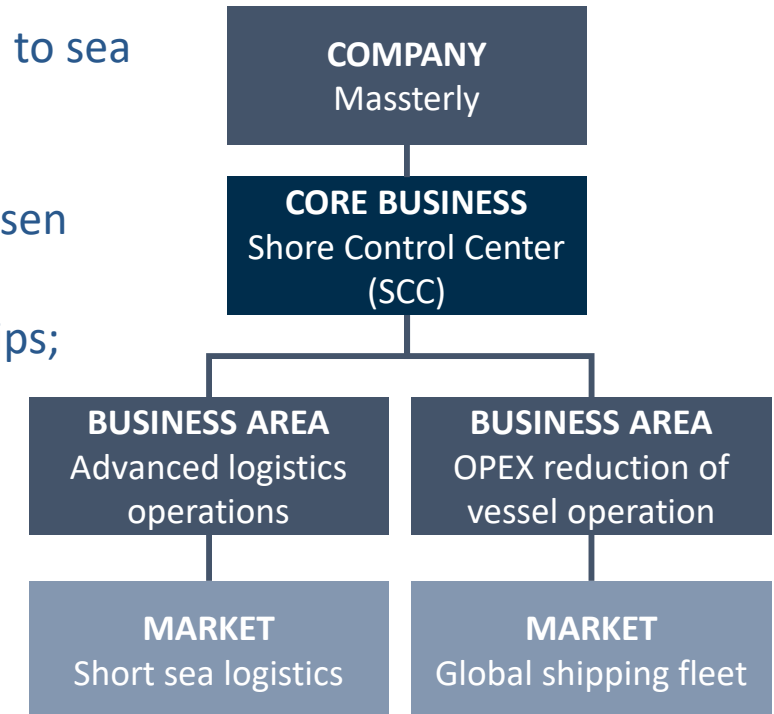 to sea
sen
ps;
COMPANY
Massterly
CORE BUSINESS
Shore Control Center
(SCC)
BUSINESS AREA
Advanced logistics
operations
BUSINESS AREA
OPEX reduction of
vessel operation
MARKET
Short sea logistics
MARKET
Global shipping fleet